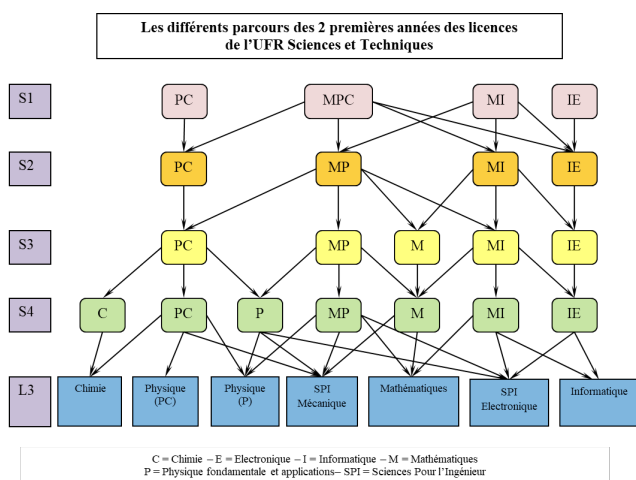 Les différents parcours des 2 premières années des licences
de l'UFR Sciences et Techniques
S1
PC
MPC
MI
IE
S2
PC
MP
MI
IE
S3
PC
MP
M
MI
IE
S4
C
PC
P
MP
M
MI
IE
L3
Chimie
Physique
(PC)
Physique
(P)
SPI
Mécanique
Mathématiques
SPI
Electronique
Informatique
C = Chimie – E = Electronique – I = Informatique – M = Mathématiques
P = Physique fondamentale et applications– SPI = Sciences Pour l'Ingénieur